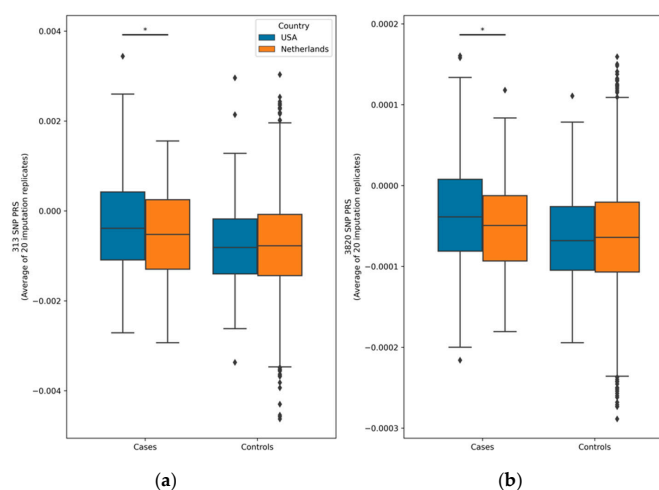 0.004
0.002
0.000
−0.002
−0.004
313 SNP PRS
(Average of 20 imputation replicates)
*
Country
USA
Netherlands
Cases
Controls
(a)
0.0002
0.0001
0.0000
−0.0001
−0.0002
−0.0003
3820 SNP PRS
(Average of 20 imputation replicates)
*
Cases
Controls
(b)